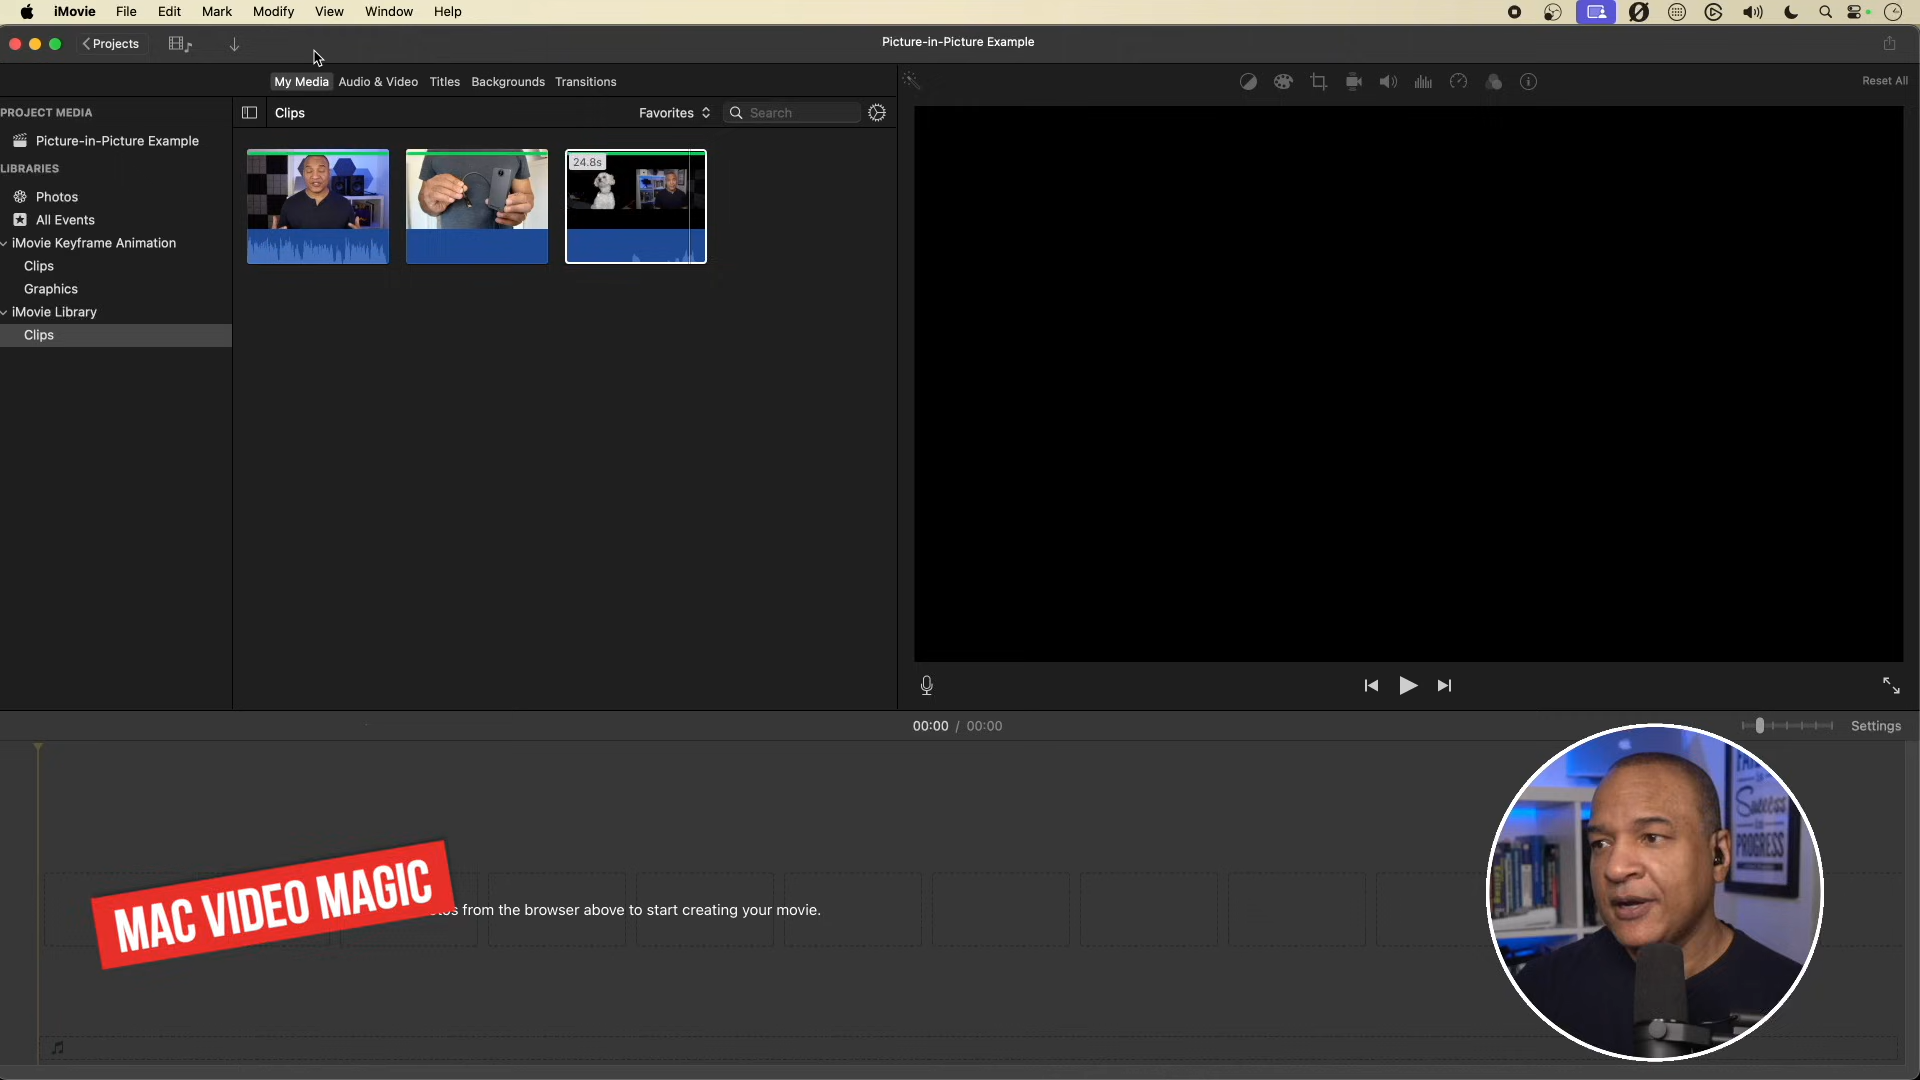 iMovie File Edit Mark Modify View Window Help
Projects
Picture-in-Picture Example
My Media Audio & Video Titles Backgrounds Transitions
Reset All
PROJECT MEDIA
Clips
Favorites
Search
Picture-in-Picture Example
LIBRARIES
24.8s
Photos
All Events
iMovie Keyframe Animation
Clips
Graphics
iMovie Library
Clips
00:00 / 00:00
Settings
MAC VIDEO MAGIC
from the browser above to start creating your movie.
Success
PROGRESS